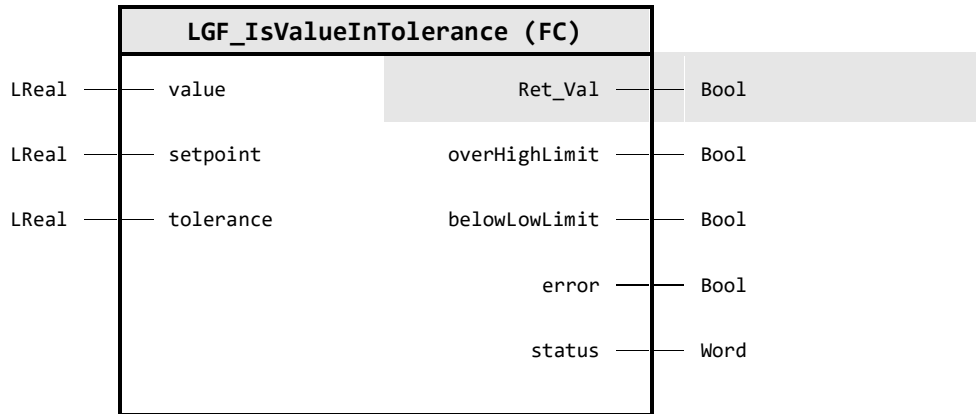 LGF_IsValueInTolerance (FC)
LReal value Ret_Val Bool
LReal setpoint overHighLimit Bool
LReal tolerance belowLowLimit Bool
error Bool
status Word